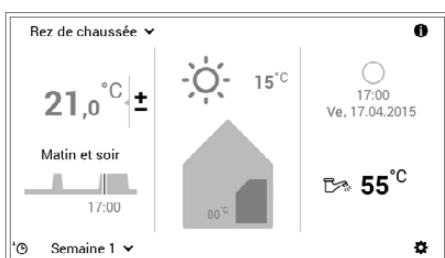 Rez de chaussée
21,0°C ±
Matin et soir
17:00
15°C
00°C
17:00
Ve, 17.04.2015
55°C
Semaine 1